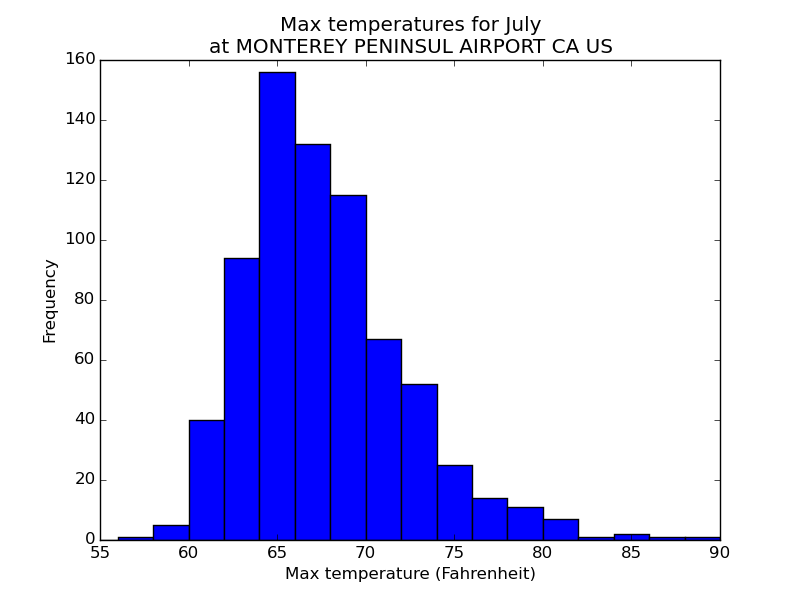 Max temperatures for July
at MONTEREY PENINSUL AIRPORT CA US
160
140
120
100
80
60
40
20
0
Frequency
55 60 65 70 75 80 85 90
Max temperature (Fahrenheit)